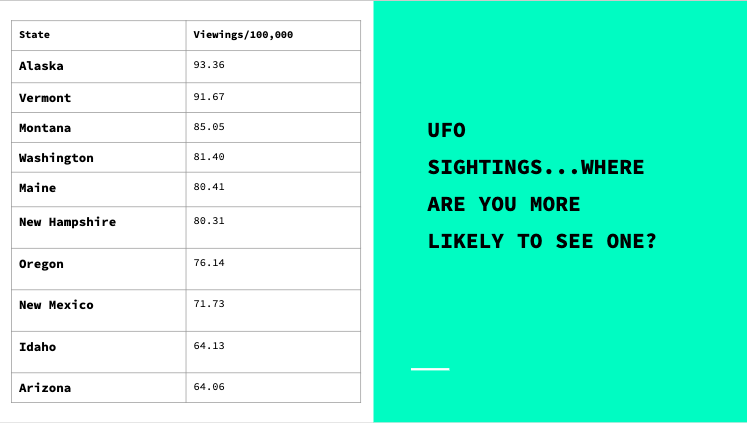 State Viewings/100,000
Alaska 93.36
Vermont 91.67
Montana 85.05
Washington 81.40
Maine 80.41
New Hampshire 80.31
Oregon 76.14
New Mexico 71.73
Idaho 64.13
Arizona 64.06
UFO
SIGHTINGS...WHERE
ARE YOU MORE
LIKELY TO SEE ONE?